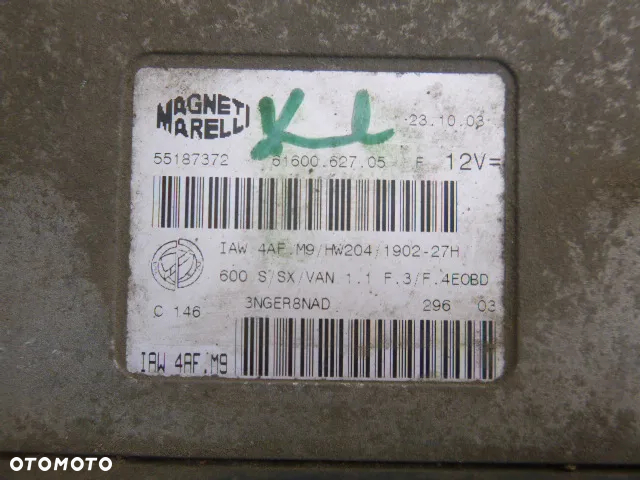 MAGNETI
MARELLI
23.10.03
55187372 61600.627.05 F 12V=
IAW 4AF.M9/HW204/1902-27H
600 S/SX/VAN 1.1 F.3/F.4EOBD
C 146 3NGER8NAD 296 03
IAW 4AF.M9
OTOMOTO